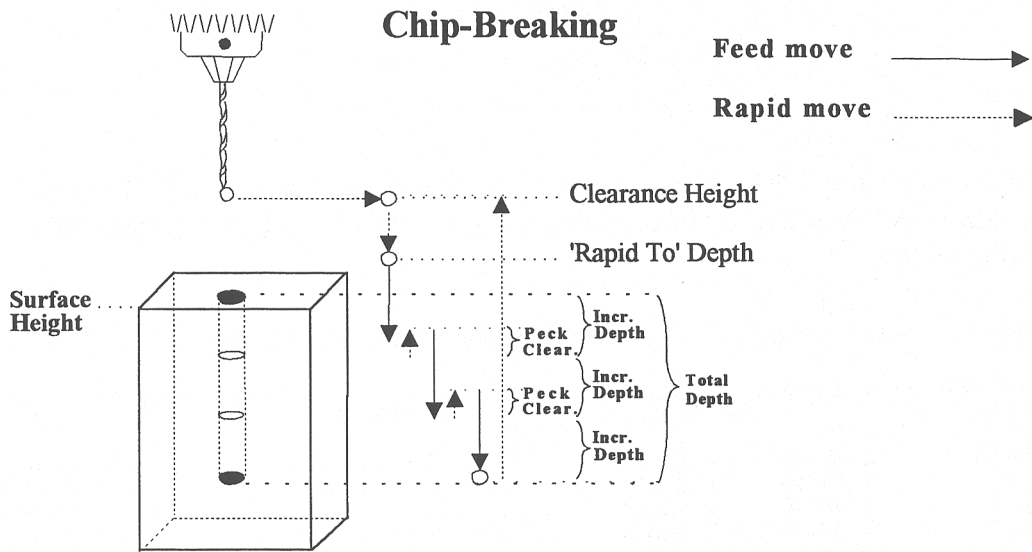 Chip-Breaking
Feed move
Rapid move
Clearance Height
'Rapid To' Depth
Surface
Height
Incr.
Depth
Peck
Clear.
Incr.
Depth
Peck
Clear.
Total
Depth
Incr.
Depth